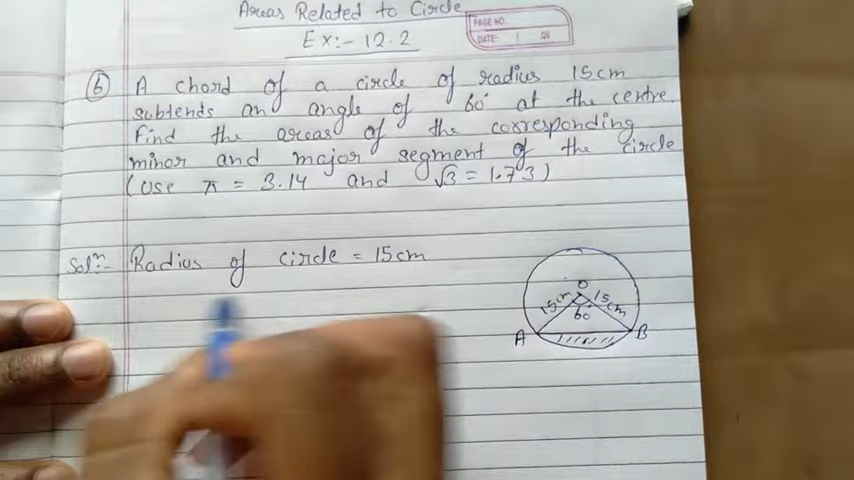 Areas Related to Circle
Ex:- 12.2
PAGE NO.
DATE: / /20
⑥ A chord of a circle of radius 15cm
subtends an angle of 60° at the centre.
Find the areas of the corresponding
minor and major segment of the circle
(use π = 3.14 and √3 = 1.73)
Solⁿ:- Radius of circle = 15cm
O
15cm 15cm
60°
A B